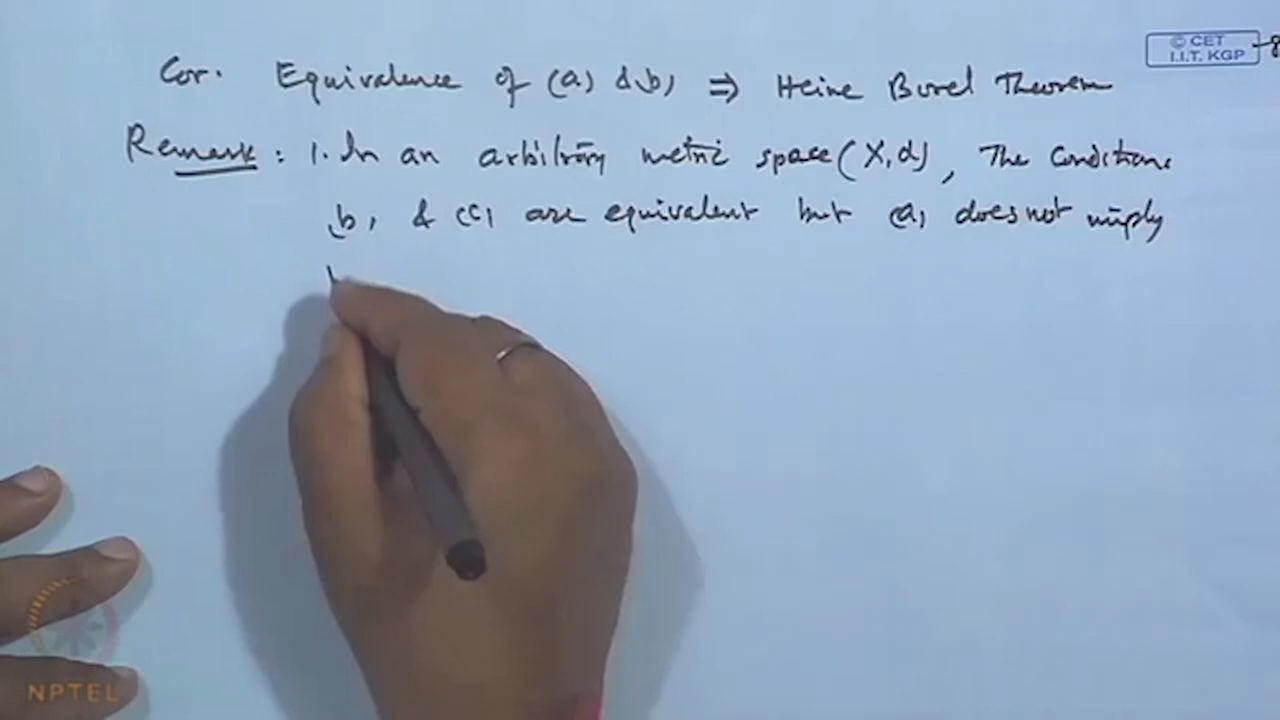 © CET
I.I.T. KGP
Cor. Equivalence of (a) & (b) ⇒ Heine Borel Theorem
Remark : 1. In an arbitrary metric space (X, d), The Conditions
(b) & (c) are equivalent but (a) does not imply
NPTEL